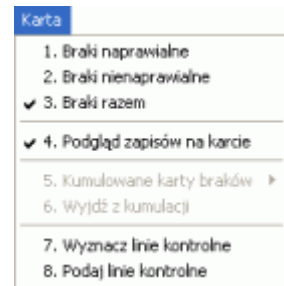 Karta
1. Braki naprawialne
2. Braki nienaprawialne
✔ 3. Braki razem
✔ 4. Podgląd zapisów na karcie
5. Kumulowane karty braków
6. Wyjdź z kumulacji
7. Wyznacz linie kontrolne
8. Podaj linie kontrolne